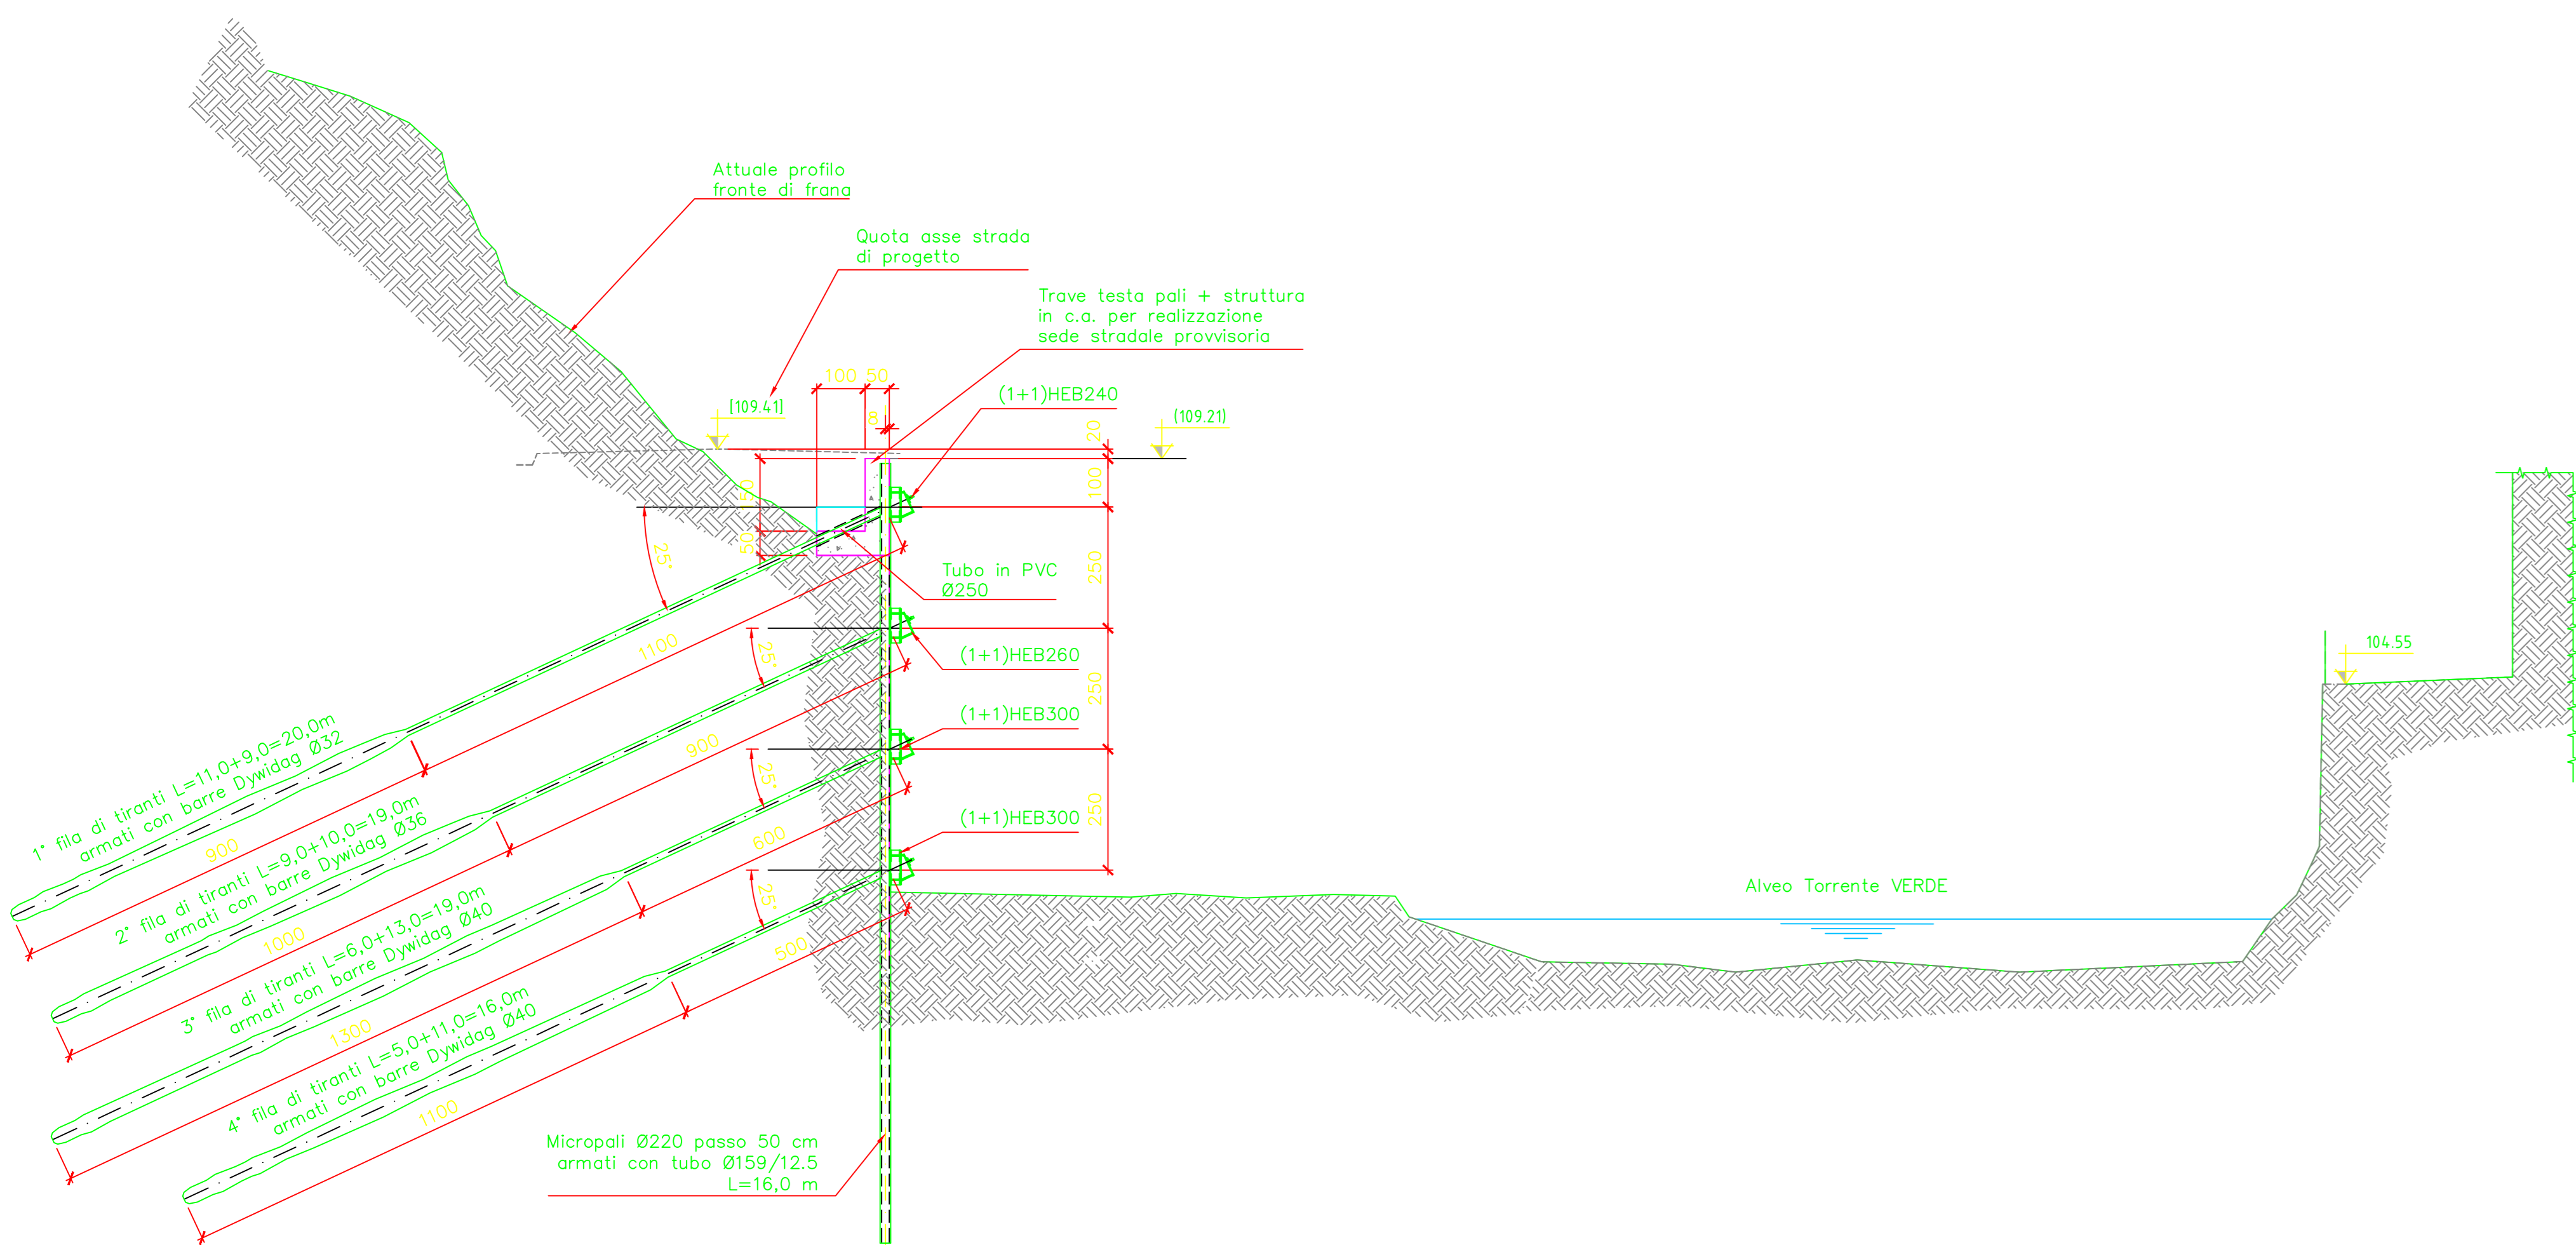 Attuale profilo
fronte di frana
Quota asse strada
di progetto
Trave testa pali + struttura
in c.a. per realizzazione
sede stradale provvisoria
100 50
(1+1)HEB240
[109.41]
8
(109.21)
20
100
150
50
25°
250
Tubo in PVC
Ø250
1100
25°
(1+1)HEB260
104.55
250
(1+1)HEB300
900
25°
250
(1+1)HEB300
600
25°
500
Alveo Torrente VERDE
1° fila di tiranti L=11,0+9,0=20,0m
armati con barre Dywidag Ø32
900
2° fila di tiranti L=9,0+10,0=19,0m
armati con barre Dywidag Ø36
1000
3° fila di tiranti L=6,0+13,0=19,0m
armati con barre Dywidag Ø40
1300
4° fila di tiranti L=5,0+11,0=16,0m
armati con barre Dywidag Ø40
1100
Micropali Ø220 passo 50 cm
armati con tubo Ø159/12.5
L=16,0 m